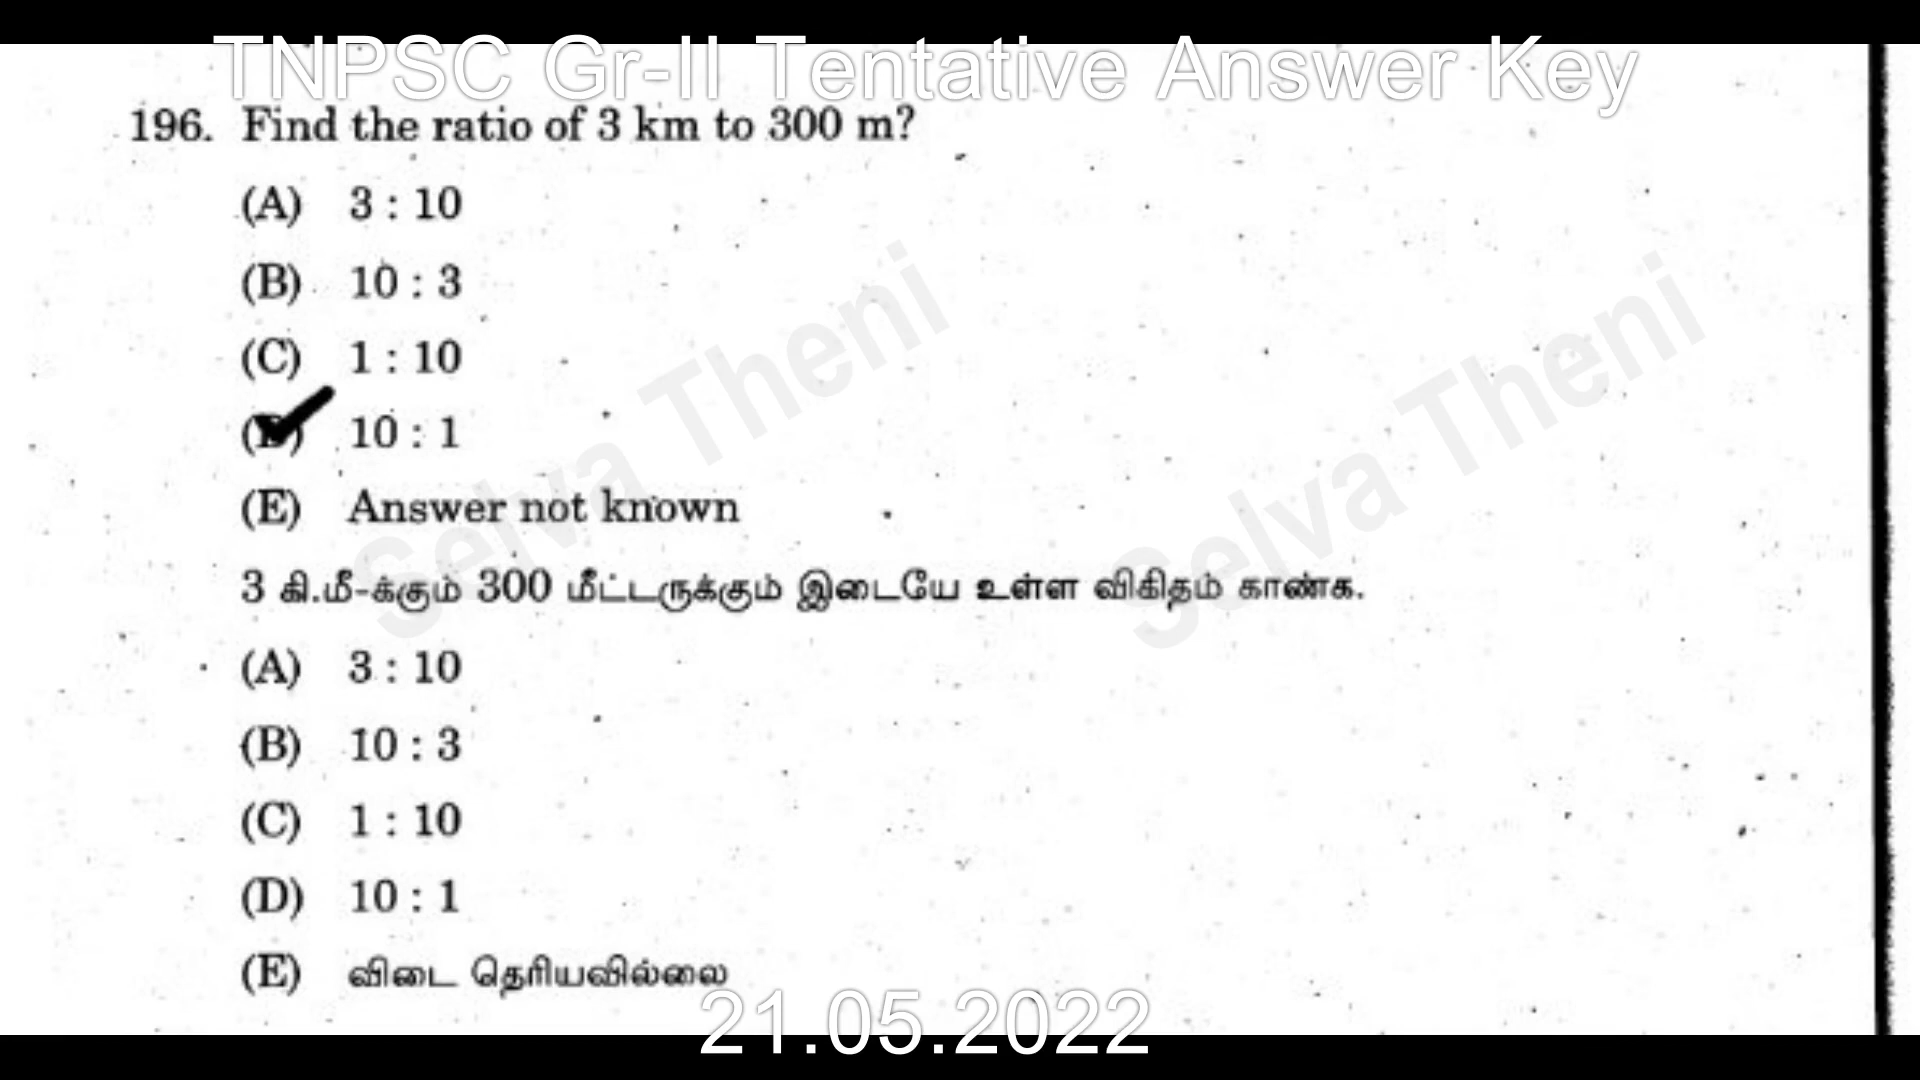 TNPSC Gr-II Tentative Answer Key
196. Find the ratio of 3 km to 300 m?
(A) 3 : 10
(B) 10 : 3
(C) 1 : 10
(D) 10 : 1
(E) Answer not known
3 கி.மீ-க்கும் 300 மீட்டருக்கும் இடையே உள்ள விகிதம் காண்க.
(A) 3 : 10
(B) 10 : 3
(C) 1 : 10
(D) 10 : 1
(E) விடை தெரியவில்லை
21.05.2022
Selva Theni
Selva Theni